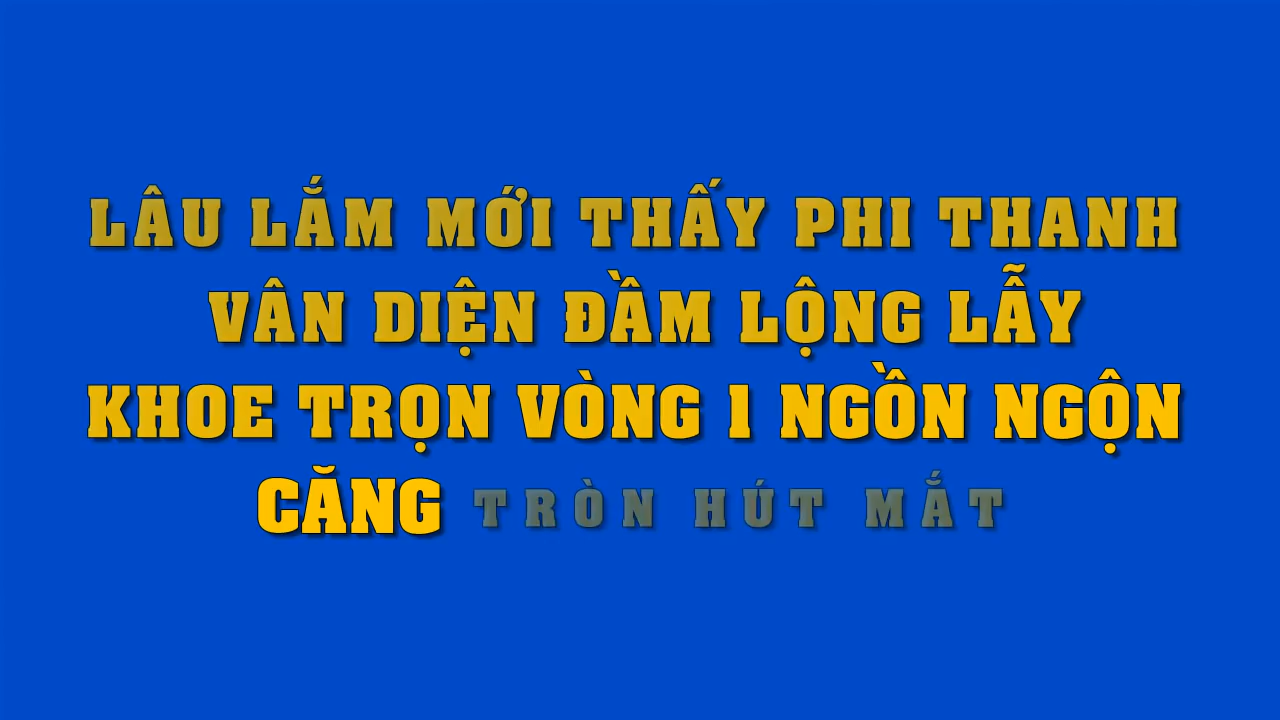 LÂU LẮM MỚI THẤY PHI THANH
VÂN DIỆN ĐẦM LỘNG LẪY
KHOE TRỌN VÒNG 1 NGỒN NGỘN
CĂNG TRÒN HÚT MẮT